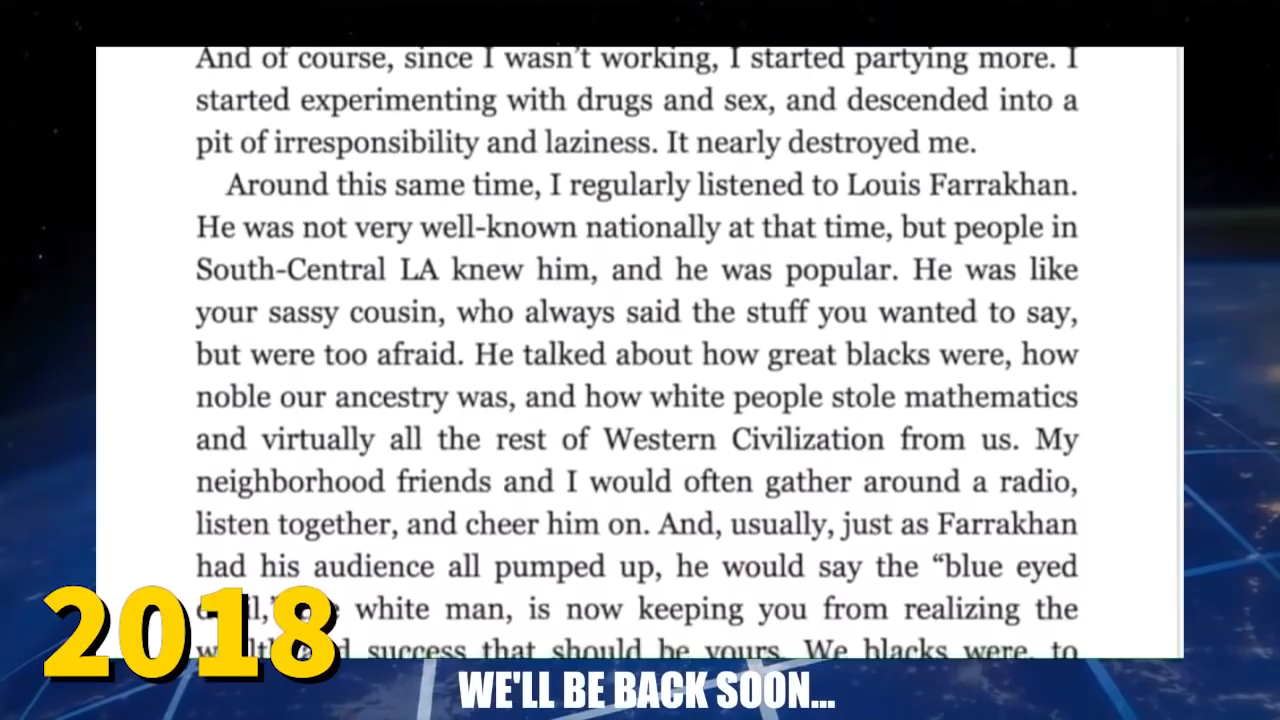 And of course, since I wasn't working, I started partying more. I
started experimenting with drugs and sex, and descended into a
pit of irresponsibility and laziness. It nearly destroyed me.
Around this same time, I regularly listened to Louis Farrakhan.
He was not very well-known nationally at that time, but people in
South-Central LA knew him, and he was popular. He was like
your sassy cousin, who always said the stuff you wanted to say,
but were too afraid. He talked about how great blacks were, how
noble our ancestry was, and how white people stole mathematics
and virtually all the rest of Western Civilization from us. My
neighborhood friends and I would often gather around a radio,
listen together, and cheer him on. And, usually, just as Farrakhan
had his audience all pumped up, he would say the “blue eyed
white man, is now keeping you from realizing the
success that should be yours. We blacks were, to
2018
WE'LL BE BACK SOON...